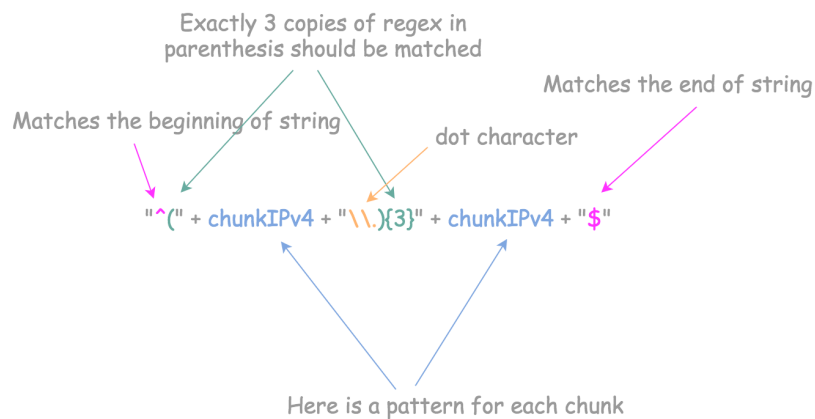 Exactly 3 copies of regex in
parenthesis should be matched
Matches the end of string
Matches the beginning of string
dot character
"^(" + chunkIPv4 + "\\.){3}" + chunkIPv4 + "$"
Here is a pattern for each chunk